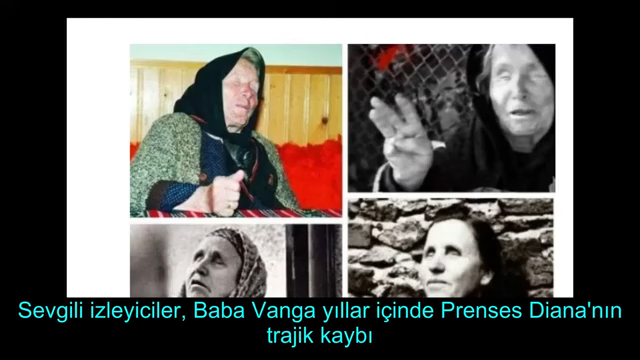 Sevgili izleyiciler, Baba Vanga yıllar içinde Prenses Diana'nın
trajik kaybı